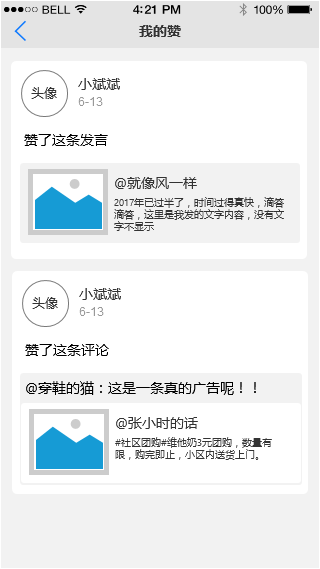 BELL 4:21 PM 100%
我的赞
头像
小斌斌
6-13
赞了这条发言
@就像风一样
2017年已过半了，时间过得真快，滴答
滴答，这里是我发的文字内容，没有文
字不显示
头像
小斌斌
6-13
赞了这条评论
@穿鞋的猫：这是一条真的广告呢！！
@张小时的话
#社区团购#维他奶3元团购，数量有
限，购完即止，小区内送货上门。